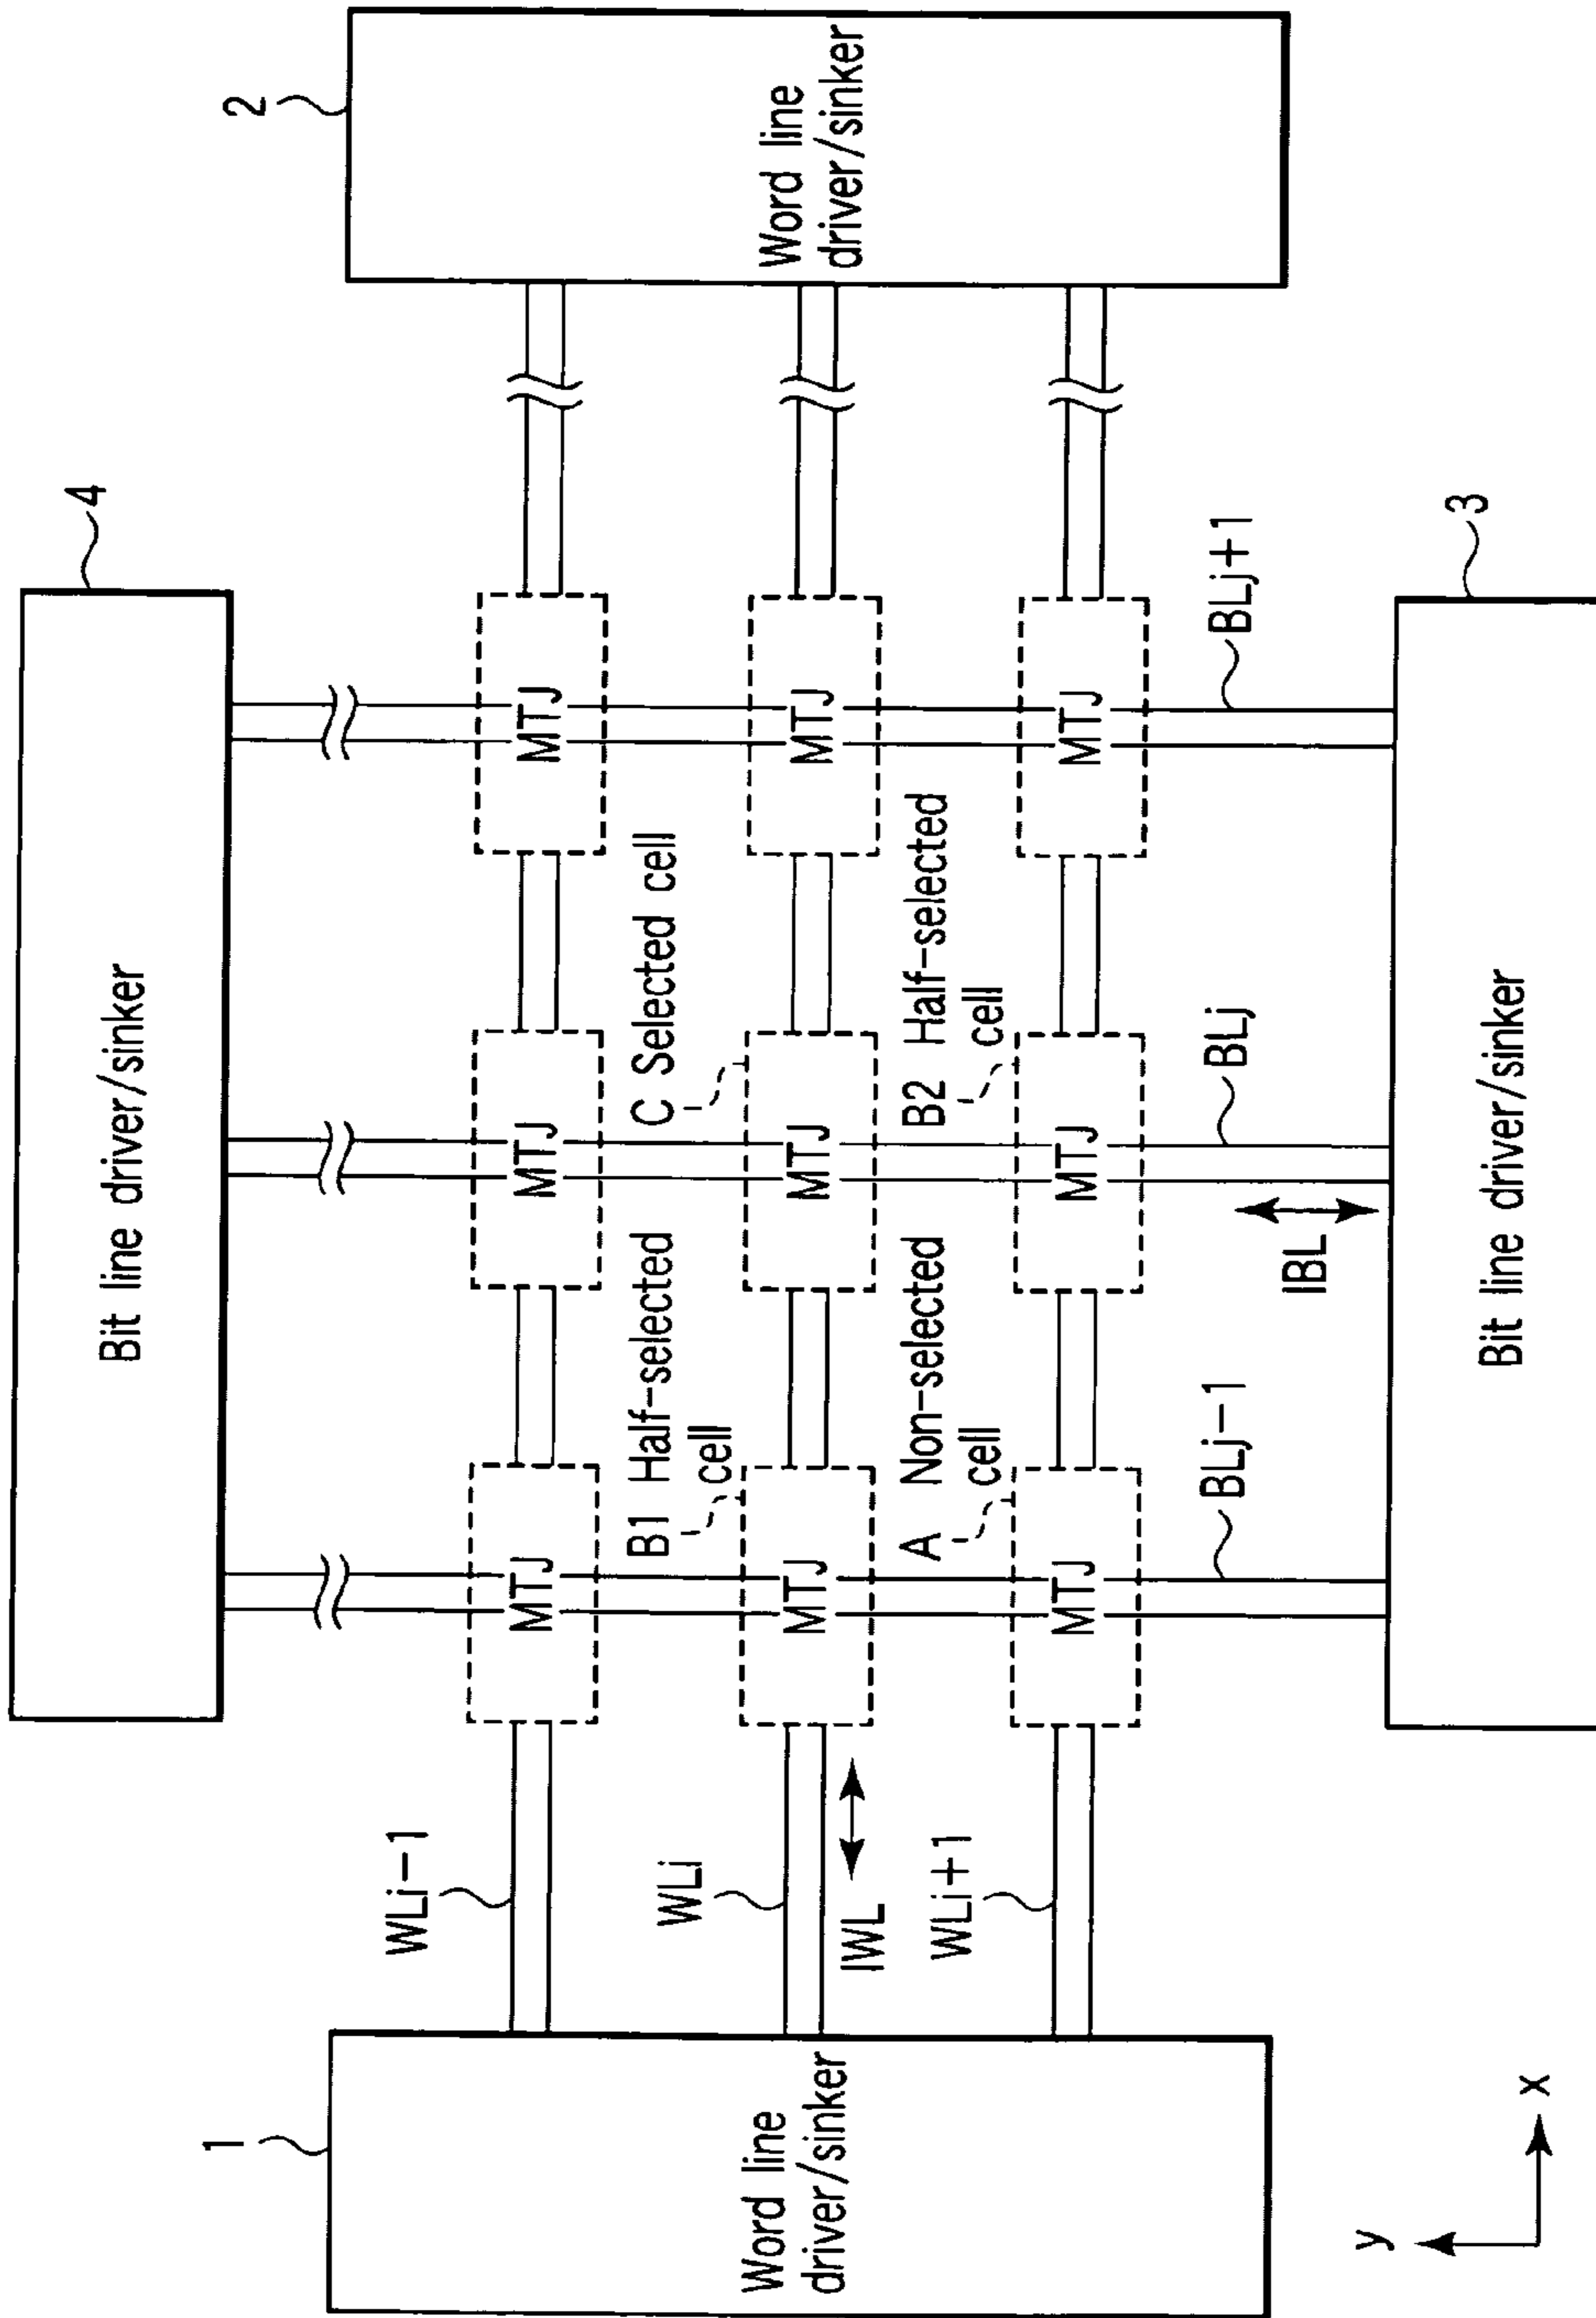 4
Bit line driver/sinker
2
Word line
driver/sinker
WLi-1
MTJ
MTJ
MTJ
B1 Half-selected
cell
C Selected cell
WLi
MTJ
MTJ
MTJ
IWL
A Non-selected
cell
B2 Half-selected
cell
WLi+1
MTJ
MTJ
MTJ
1
Word line
driver/sinker
BLj-1
IBL
BLj
BLj+1
3
Bit line driver/sinker
y
x